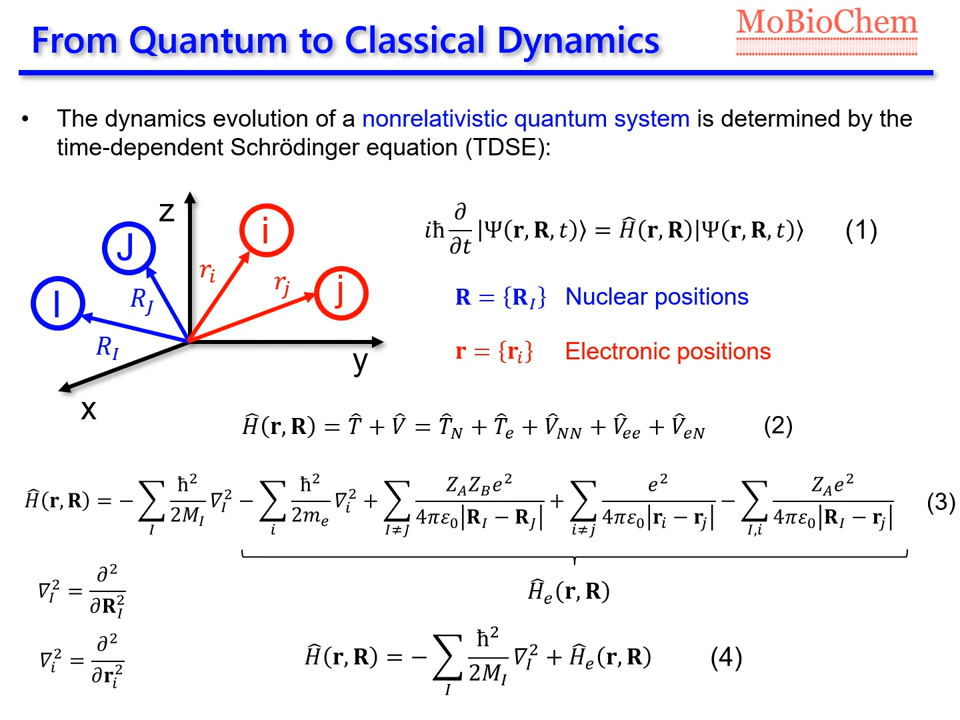 From Quantum to Classical Dynamics
MoBioChem
• The dynamics evolution of a nonrelativistic quantum system is determined by the
time-dependent Schrödinger equation (TDSE):
z
J
i
I
j
r_i
r_j
R_J
R_I
y
x
iħ ∂/∂t |Ψ(r, R, t)⟩ = Ĥ(r, R)|Ψ(r, R, t)⟩ (1)
R = {R_I} Nuclear positions
r = {r_i} Electronic positions
Ĥ(r, R) = T̂ + V̂ = T̂_N + T̂_e + V̂_NN + V̂_ee + V̂_eN (2)
Ĥ(r, R) = −∑_I ħ²/2M_I ∇_I² − ∑_i ħ²/2m_e ∇_i² + ∑_{I≠J} Z_A Z_B e²/4πε₀|R_I − R_J| + ∑_{i≠j} e²/4πε₀|r_i − r_j| − ∑_{I,i} Z_A e²/4πε₀|R_I − r_j| (3)
Ĥ_e(r, R)
∇_I² = ∂²/∂R_I²
∇_i² = ∂²/∂r_i²
Ĥ(r, R) = −∑_I ħ²/2M_I ∇_I² + Ĥ_e(r, R) (4)